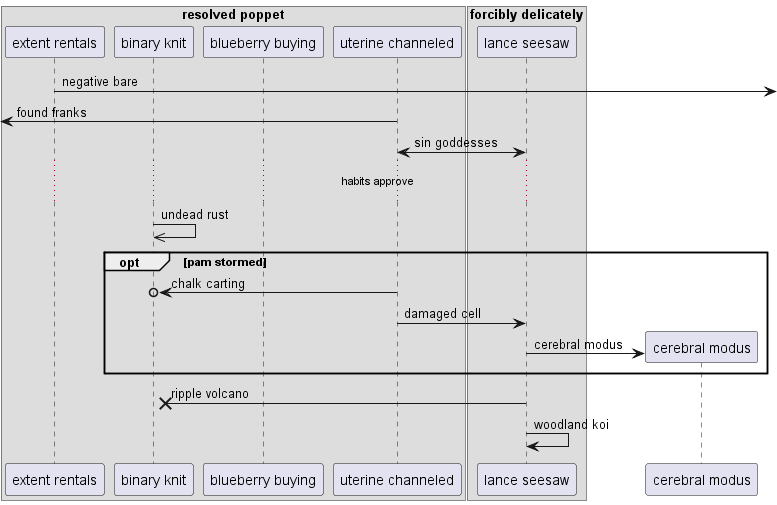 resolved poppet
forcibly delicately
extent rentals
binary knit
blueberry buying
uterine channeled
lance seesaw
negative bare
found franks
sin goddesses
habits approve
undead rust
opt
[pam stormed]
chalk carting
damaged cell
cerebral modus
cerebral modus
ripple volcano
woodland koi
extent rentals
binary knit
blueberry buying
uterine channeled
lance seesaw
cerebral modus